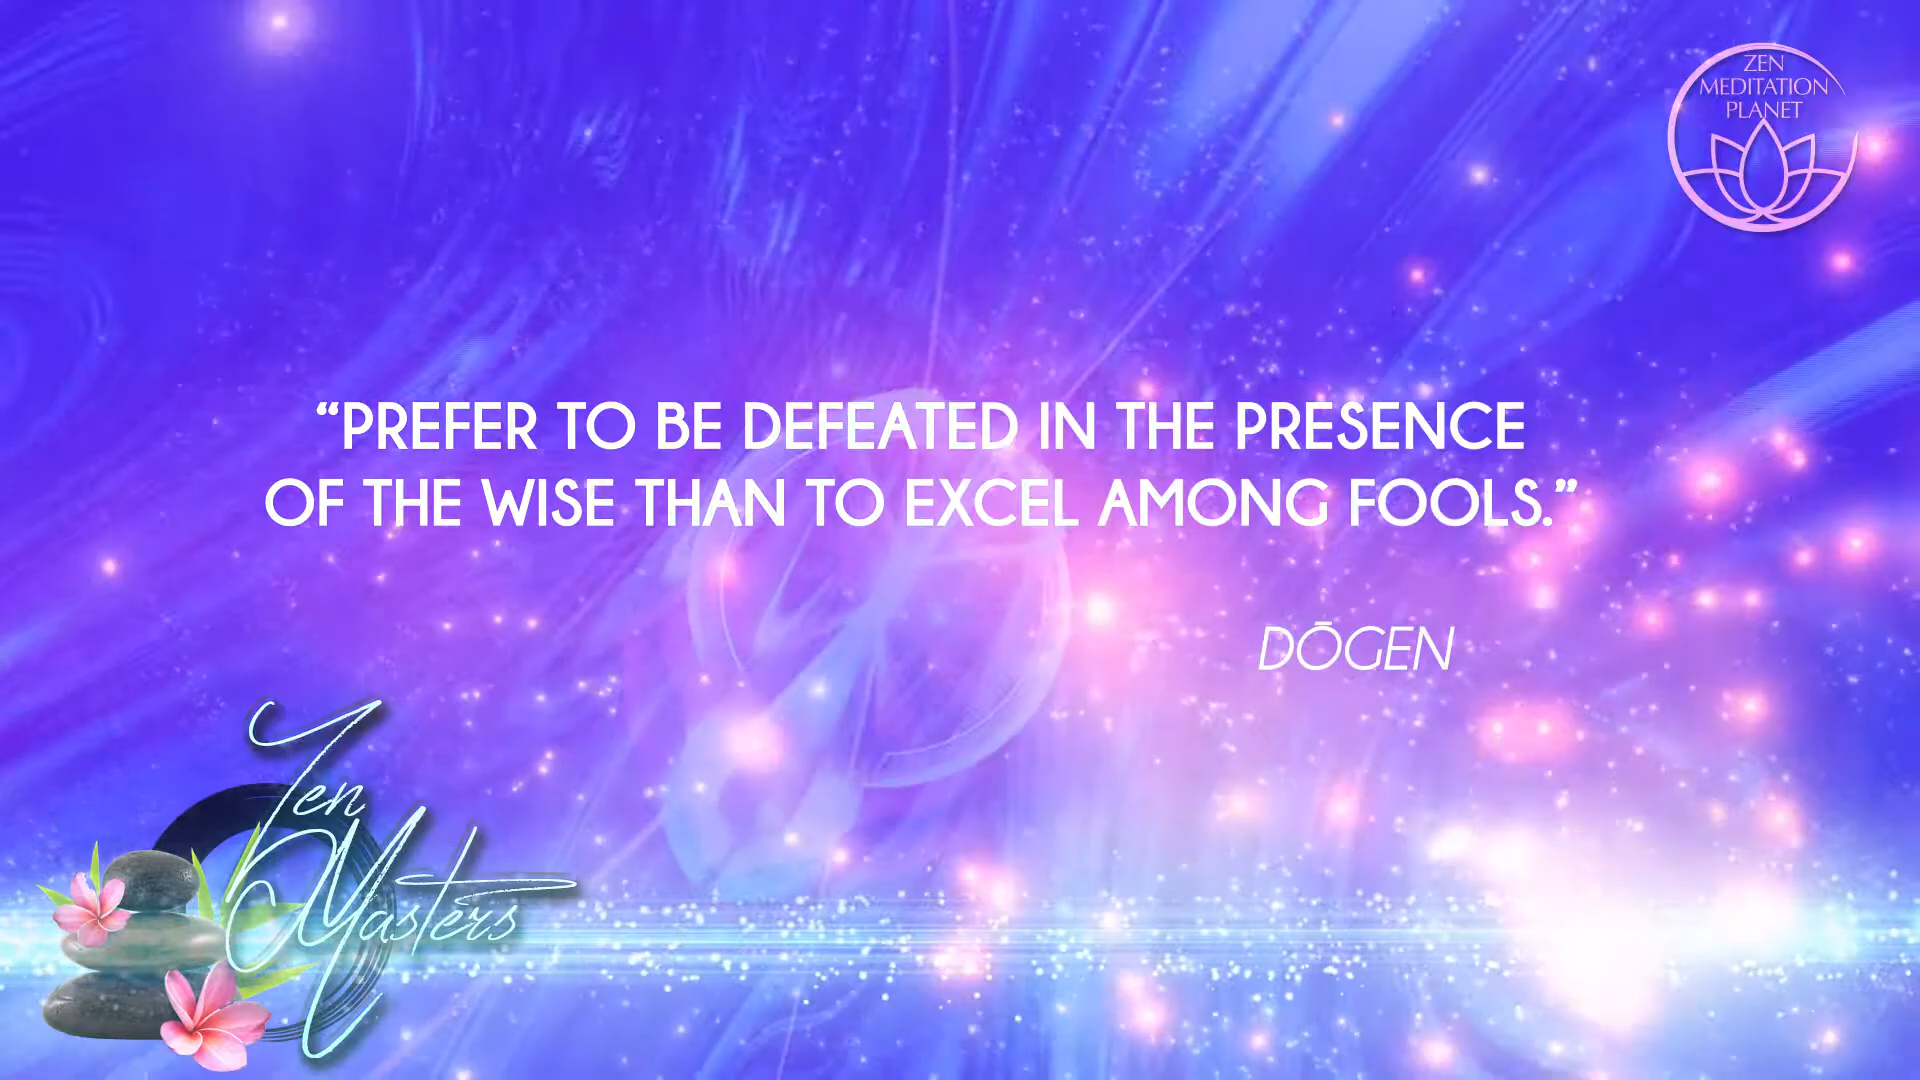 ZEN
MEDITATION
PLANET
“PREFER TO BE DEFEATED IN THE PRESENCE
OF THE WISE THAN TO EXCEL AMONG FOOLS.”
DŌGEN
Zen
Masters